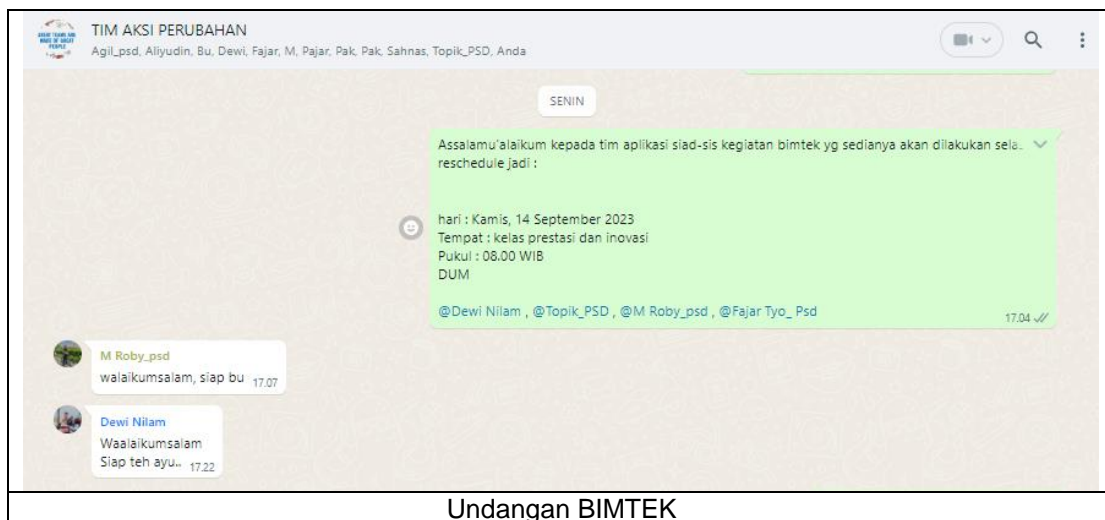 TIM AKSI PERUBAHAN
Agil_psd, Aliyudin, Bu, Dewi, Fajar, M, Pajar, Pak, Pak, Sahnas, Topik_PSD, Anda
SENIN
Assalamu'alaikum kepada tim aplikasi siad-sis kegiatan bimtek yg sedianya akan dilakukan sela
reschedule jadi :
hari : Kamis, 14 September 2023
Tempat : kelas prestasi dan inovasi
Pukul : 08.00 WIB
DUM
@Dewi Nilam , @Topik_PSD , @M Roby_psd , @Fajar Tyo_ Psd
17.04
M Roby_psd
walaikumsalam, siap bu 17.07
Dewi Nilam
Waalaikumsalam
Siap teh ayu.. 17.22
Undangan BIMTEK